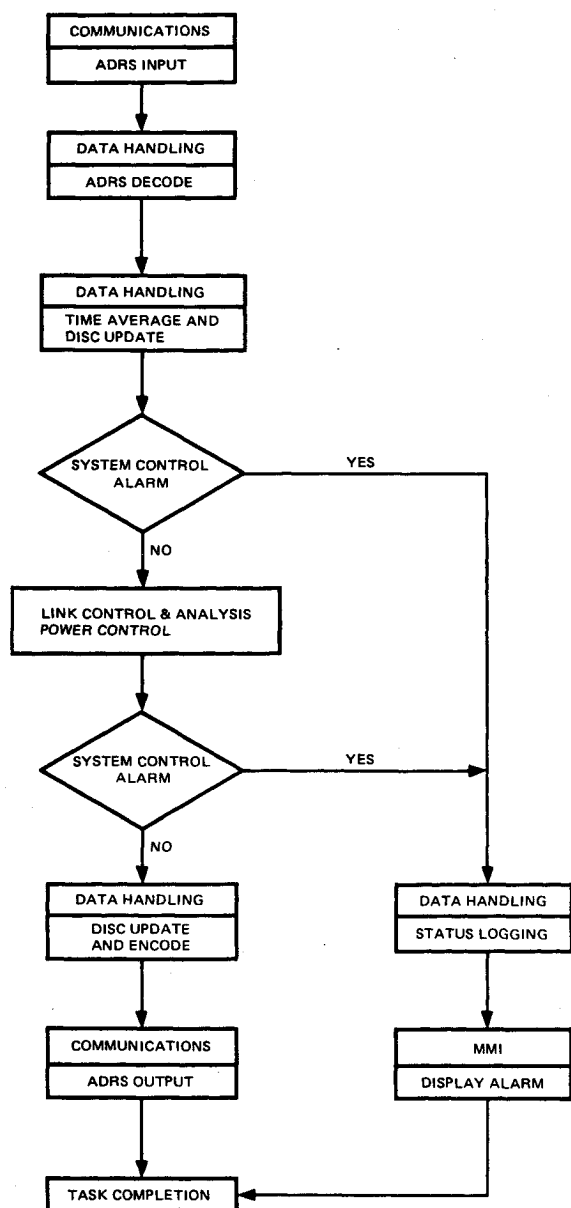 COMMUNICATIONS
ADRS INPUT
DATA HANDLING
ADRS DECODE
DATA HANDLING
TIME AVERAGE AND
DISC UPDATE
SYSTEM CONTROL
ALARM
YES
NO
LINK CONTROL & ANALYSIS
POWER CONTROL
SYSTEM CONTROL
ALARM
YES
NO
DATA HANDLING
DISC UPDATE
AND ENCODE
DATA HANDLING
STATUS LOGGING
COMMUNICATIONS
ADRS OUTPUT
MMI
DISPLAY ALARM
TASK COMPLETION